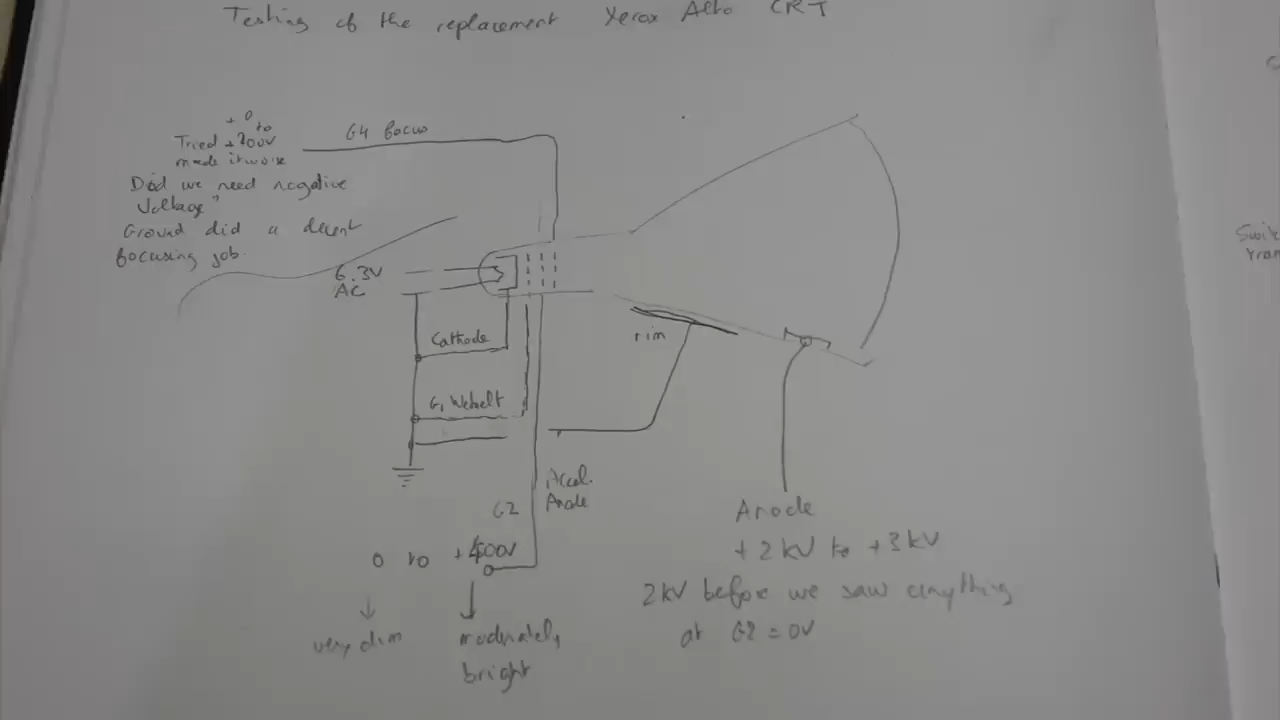 Testing of the replacement Xerox Alto CRT
+ 0
to
Tried +200V
made it worse
Did we need negative
voltage"
Ground did a decent
focusing job.
G4 focus
6.3V
AC
Cathode
G1 Wehelt
rim
Accel.
Anode
G2
0 to +400V
very dim
moderately
bright
Anode
+2kV to +3kV
2kV before we saw anything
at G2 = 0V